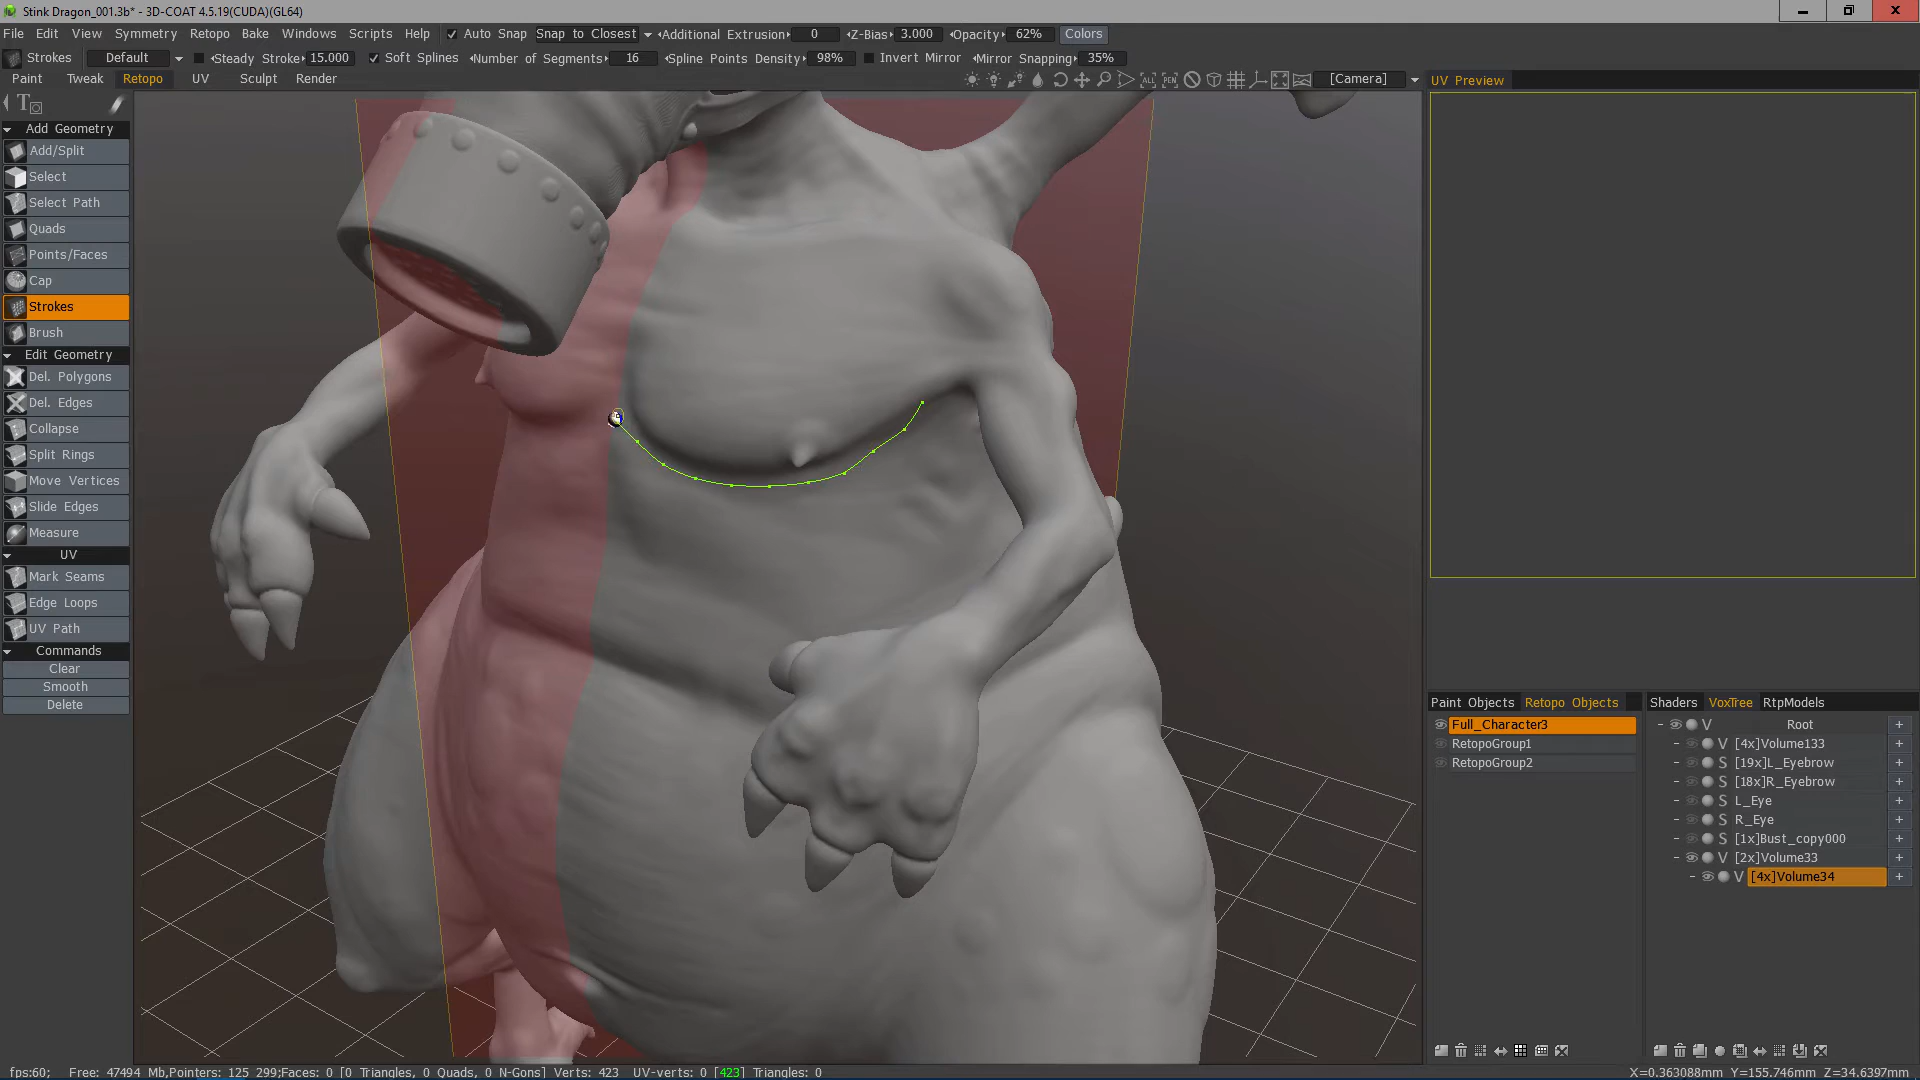 Stink Dragon_001.3b* - 3D-COAT 4.5.19(CUDA)(GL64)
File Edit View Symmetry Retopo Bake Windows Scripts Help Auto Snap Snap to Closest Additional Extrusion 0 Z-Bias 3.000 Opacity 62% Colors
Strokes Default Steady Stroke 15.000 Soft Splines Number of Segments 16 Spline Points Density 98% Invert Mirror Mirror Snapping 35%
Paint Tweak Retopo UV Sculpt Render [Camera] UV Preview
Add Geometry
Add/Split
Select
Select Path
Quads
Points/Faces
Cap
Strokes
Brush
Edit Geometry
Del. Polygons
Del. Edges
Collapse
Split Rings
Move Vertices
Slide Edges
Measure
UV
Mark Seams
Edge Loops
UV Path
Commands
Clear
Smooth
Delete
Paint Objects Retopo Objects
Full_Character3
RetopoGroup1
RetopoGroup2
Shaders VoxTree RtpModels
V Root +
V [4x]Volume133 +
S [19x]L_Eyebrow +
S [18x]R_Eyebrow +
S L_Eye +
S R_Eye +
S [1x]Bust_copy000 +
V [2x]Volume33 +
V [4x]Volume34 +
fps:60; Free: 47494 Mb,Pointers: 125 299;Faces: 0 [0 Triangles, 0 Quads, 0 N-Gons] Verts: 423 UV-verts: 0 [423] Triangles: 0
X=0.363088mm Y=155.746mm Z=34.6397mm